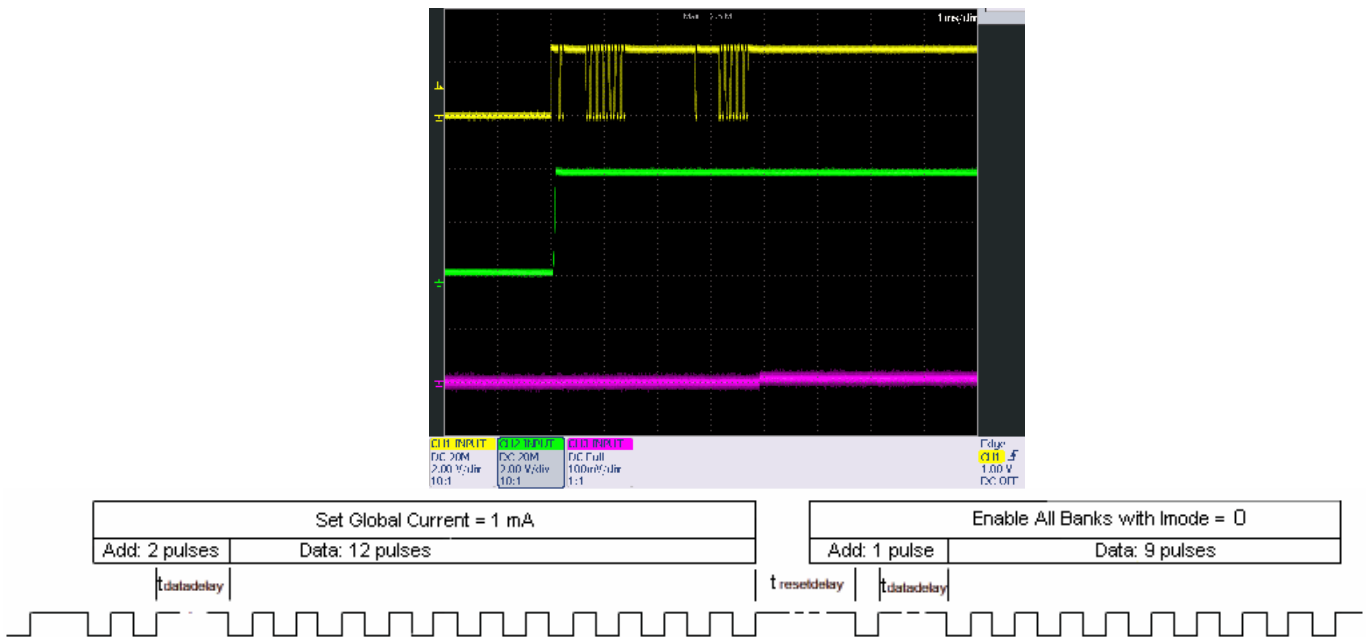 1 ms/div
CH1 INPUT CH2 INPUT CH3 INPUT
DC 20M DC 20M DC Full
2.00 V/div 2.00 V/div 100mV/div
10:1 10:1 1:1
Edge
CH1
1.00 V
DC OFF
Set Global Current = 1 mA
Enable All Banks with Imode = 0
Add: 2 pulses Data: 12 pulses
Add: 1 pulse Data: 9 pulses
tdatadelay
t resetdelay
tdatadelay